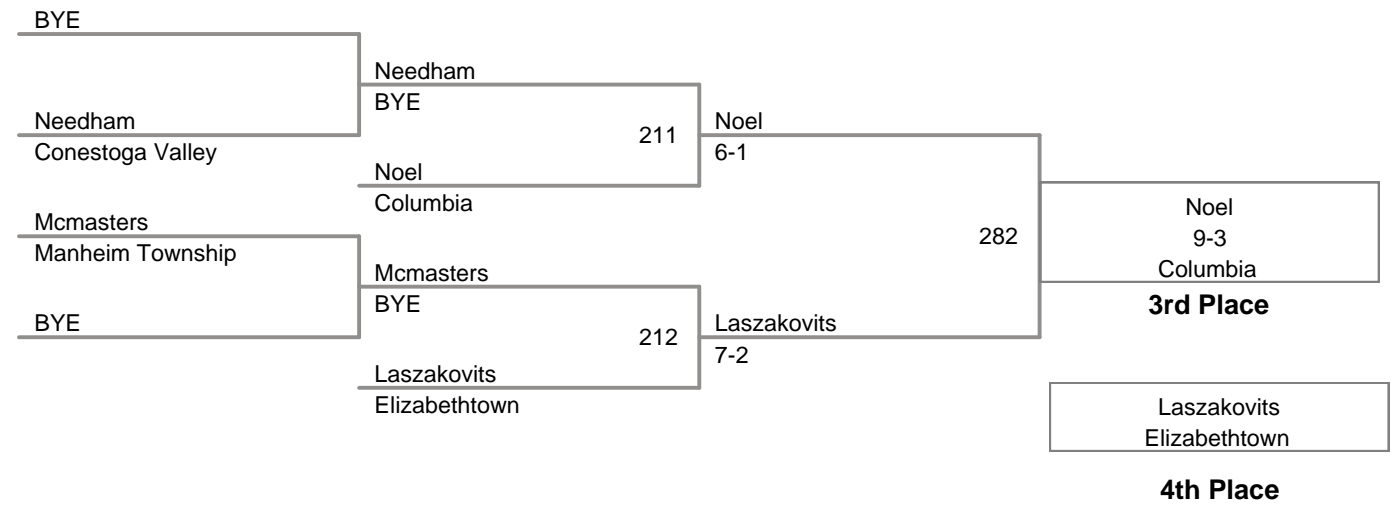 BYE
Needham
BYE
Needham
Conestoga Valley
211
Noel
6-1
Noel
Columbia
Mcmasters
Manheim Township
282
Noel
9-3
Columbia
3rd Place
Mcmasters
BYE
BYE
212
Laszakovits
7-2
Laszakovits
Elizabethtown
Laszakovits
Elizabethtown
4th Place